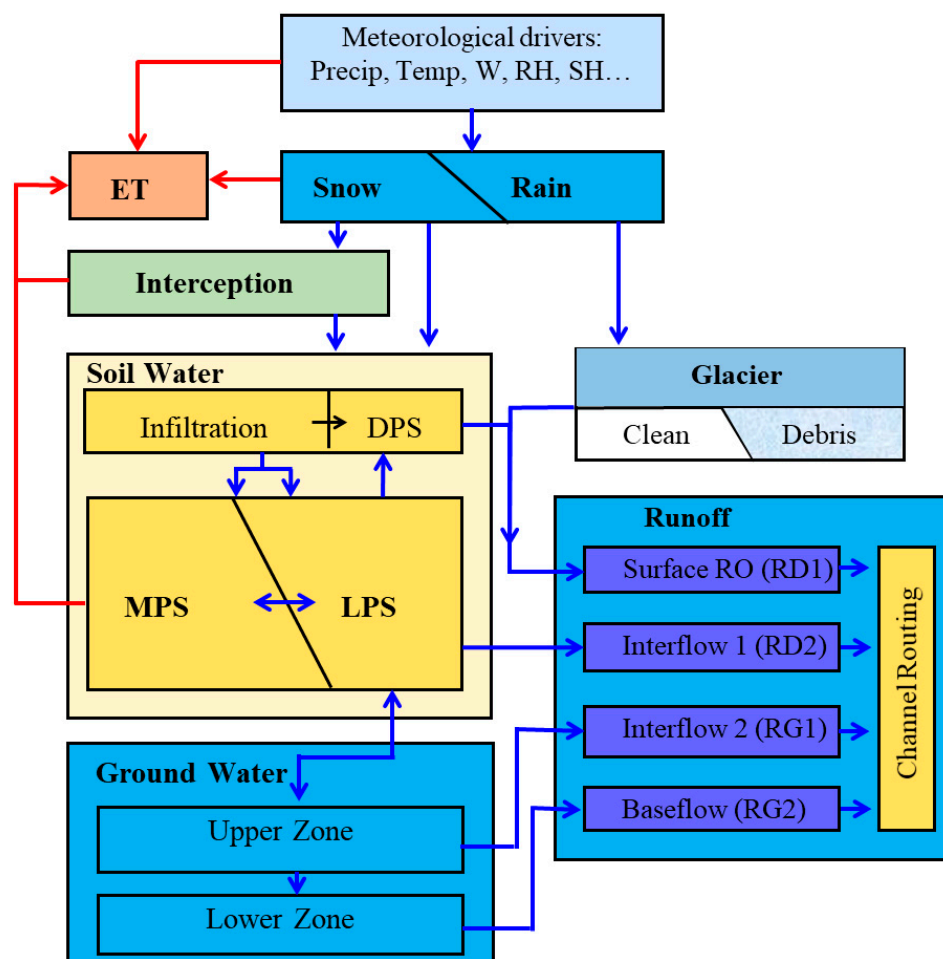 Meteorological drivers:
Precip, Temp, W, RH, SH…
ET
Snow
Rain
Interception
Soil Water
Infiltration
DPS
MPS
LPS
Glacier
Clean
Debris
Runoff
Surface RO (RD1)
Interflow 1 (RD2)
Interflow 2 (RG1)
Baseflow (RG2)
Channel Routing
Ground Water
Upper Zone
Lower Zone